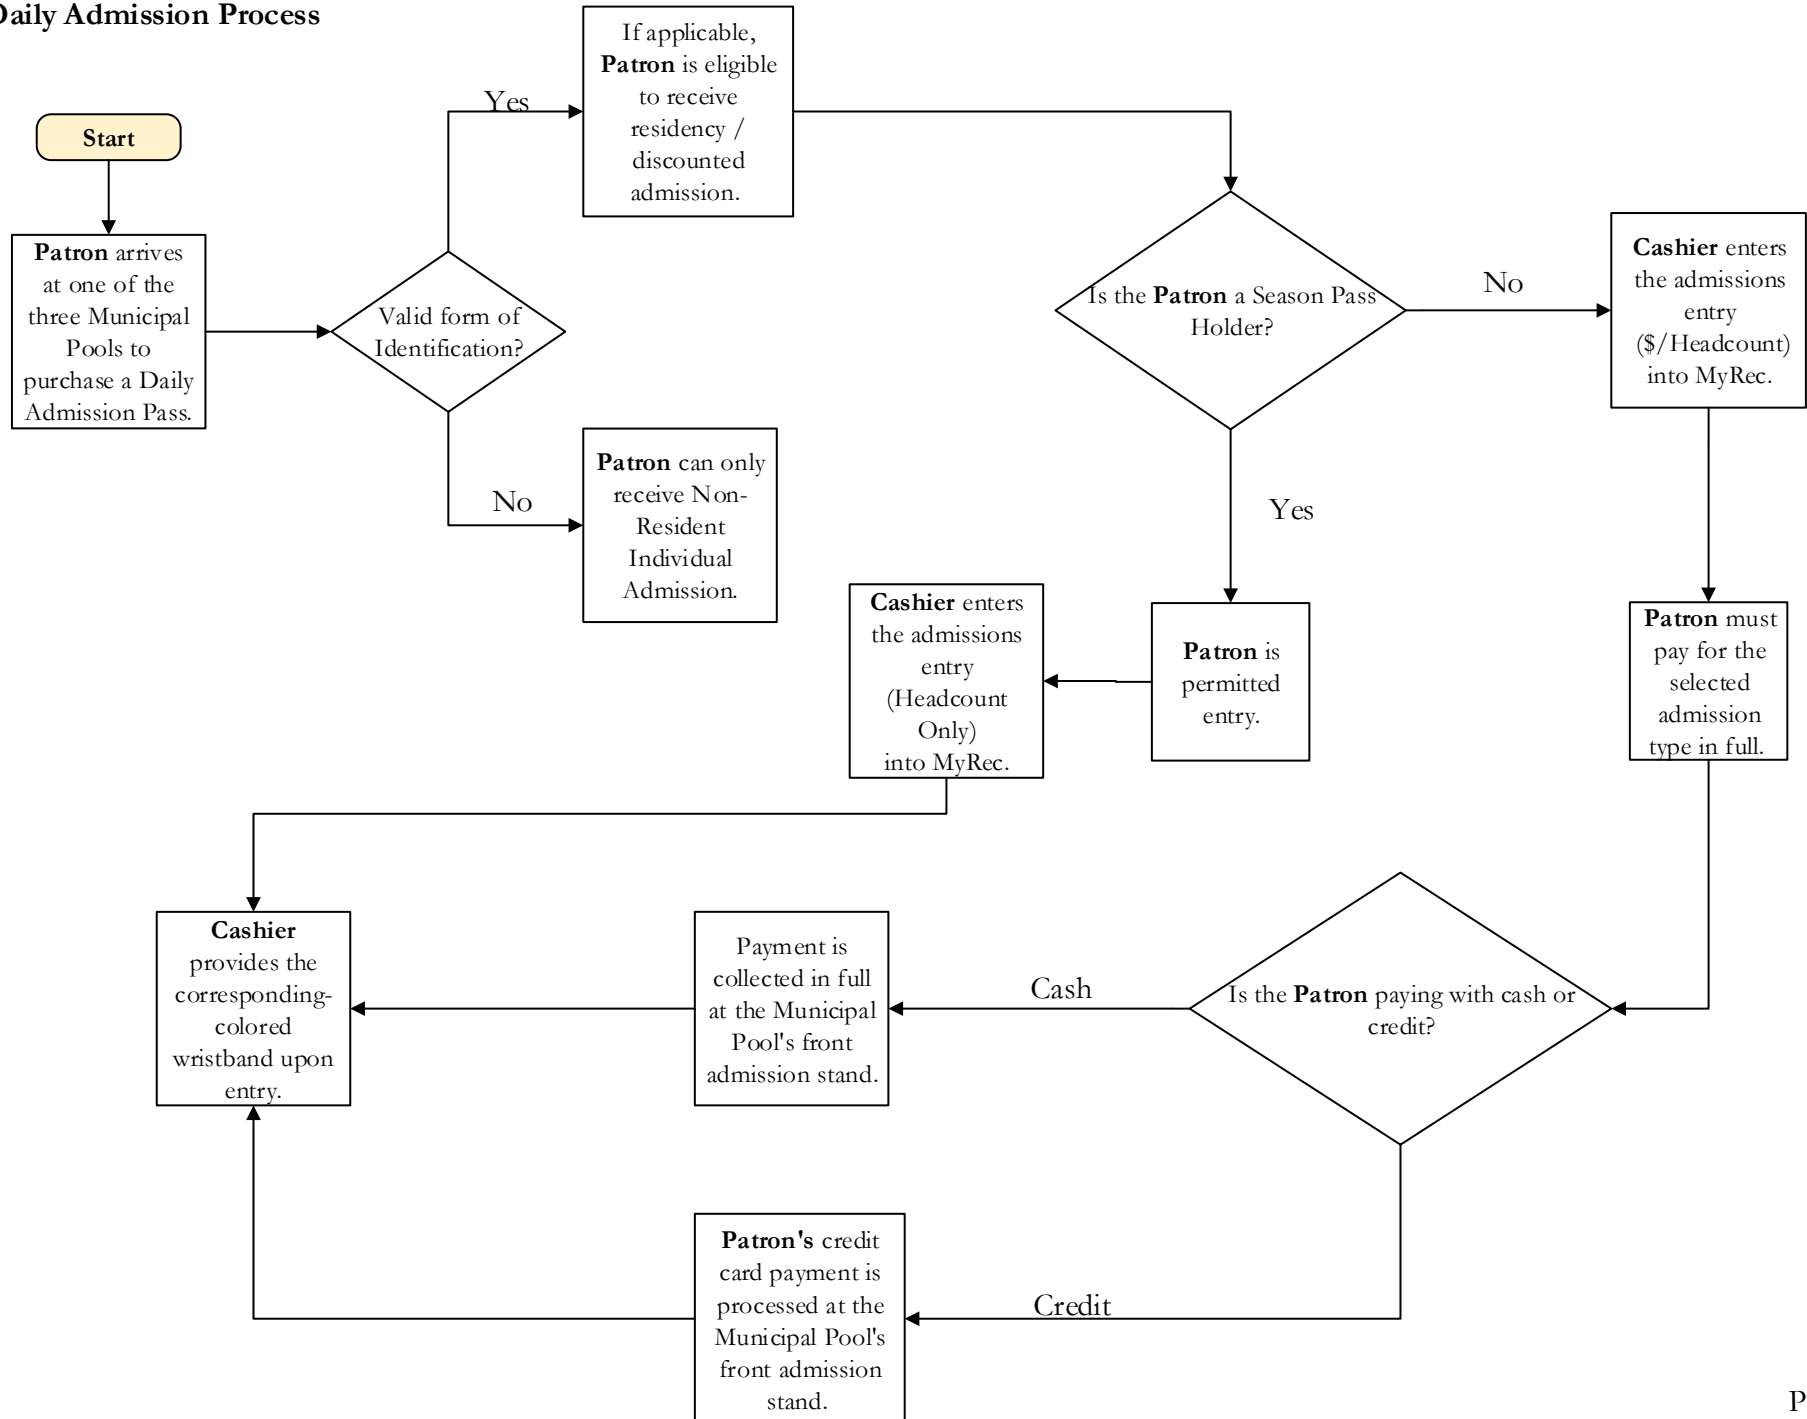 Daily Admission Process
If applicable,
Patron is eligible
to receive
residency /
discounted
admission.
Yes
Start
Patron arrives
at one of the
three Municipal
Pools to
purchase a Daily
Admission Pass.
Valid form of
Identification?
Is the Patron a Season Pass
Holder?
No
Cashier enters
the admissions
entry
($/Headcount)
into MyRec.
No
Patron can only
receive Non-
Resident
Individual
Admission.
Yes
Cashier enters
the admissions
entry
(Headcount
Only)
into MyRec.
Patron is
permitted
entry.
Patron must
pay for the
selected
admission
type in full.
Cashier
provides the
corresponding-
colored
wristband upon
entry.
Payment is
collected in full
at the Municipal
Pool's front
admission stand.
Cash
Is the Patron paying with cash or
credit?
Patron's credit
card payment is
processed at the
Municipal Pool's
front admission
stand.
Credit
P